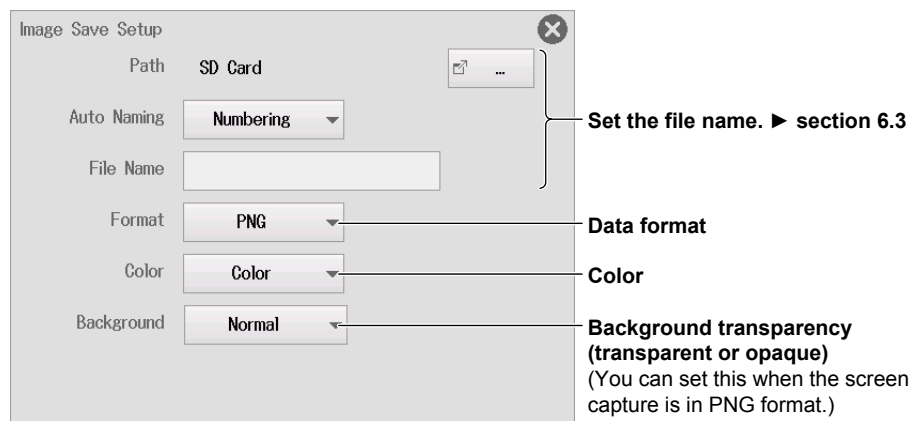 Image Save Setup
Path SD Card ...
Set the file name. ► section 6.3
Auto Naming Numbering
File Name
Format PNG
Data format
Color Color
Color
Background Normal
Background transparency
(transparent or opaque)
(You can set this when the screen
capture is in PNG format.)